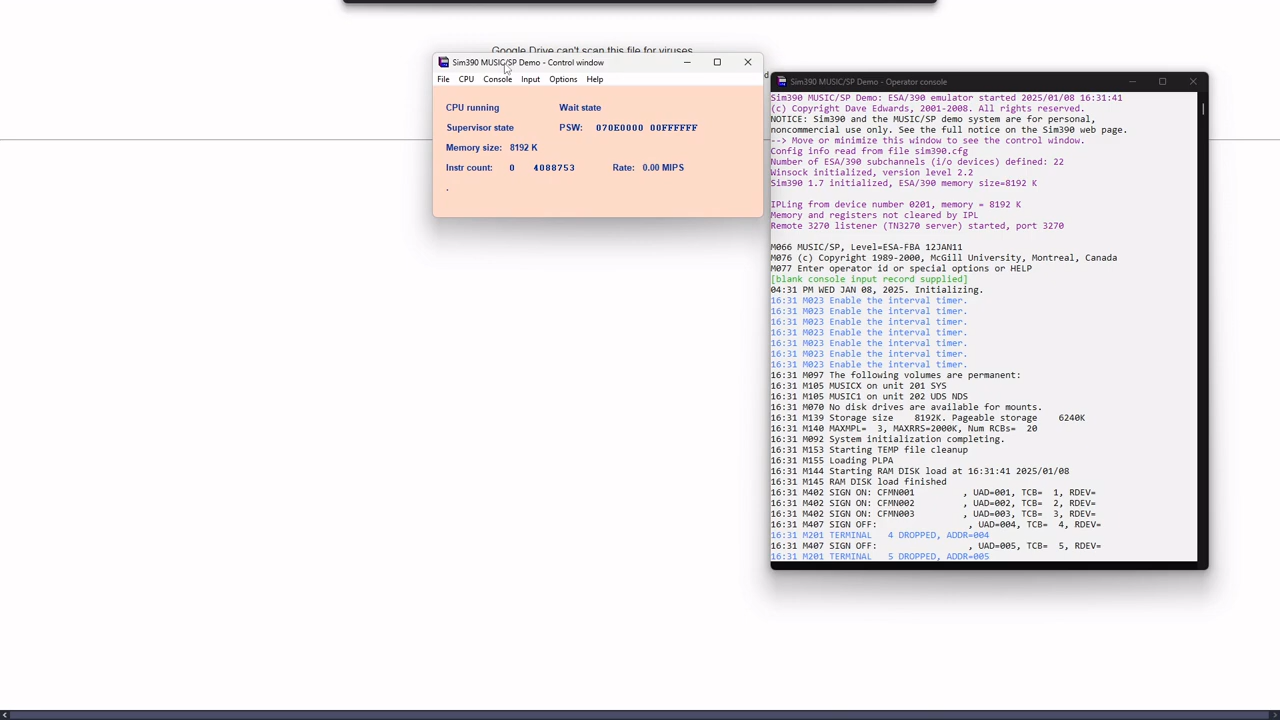 Google Drive can't scan this file for viruses.
Sim390 MUSIC/SP Demo - Control window
File CPU Console Input Options Help
CPU running Wait state
Supervisor state PSW: 070E0000 00FFFFFF
Memory size: 8192 K
Instr count: 0 4088753 Rate: 0.00 MIPS
.
d
Sim390 MUSIC/SP Demo - Operator console
Sim390 MUSIC/SP Demo: ESA/390 emulator started 2025/01/08 16:31:41
(c) Copyright Dave Edwards, 2001-2008. All rights reserved.
NOTICE: Sim390 and the MUSIC/SP demo system are for personal,
noncommercial use only. See the full notice on the Sim390 web page.
--> Move or minimize this window to see the control window.
Config info read from file sim390.cfg
Number of ESA/390 subchannels (i/o devices) defined: 22
Winsock initialized, version level 2.2
Sim390 1.7 initialized, ESA/390 memory size=8192 K
IPLing from device number 0201, memory = 8192 K
Memory and registers not cleared by IPL
Remote 3270 listener (TN3270 server) started, port 3270
M066 MUSIC/SP, Level=ESA-FBA 12JAN11
M076 (c) Copyright 1989-2000, McGill University, Montreal, Canada
M077 Enter operator id or special options or HELP
[blank console input record supplied]
04:31 PM WED JAN 08, 2025. Initializing.
16:31 M023 Enable the interval timer.
16:31 M023 Enable the interval timer.
16:31 M023 Enable the interval timer.
16:31 M023 Enable the interval timer.
16:31 M023 Enable the interval timer.
16:31 M023 Enable the interval timer.
16:31 M023 Enable the interval timer.
16:31 M097 The following volumes are permanent:
16:31 M105 MUSICX on unit 201 SYS
16:31 M105 MUSIC1 on unit 202 UDS NDS
16:31 M070 No disk drives are available for mounts.
16:31 M139 Storage size 8192K. Pageable storage 6240K
16:31 M140 MAXMPL= 3, MAXRRS=2000K, Num RCBs= 20
16:31 M092 System initialization completing.
16:31 M153 Starting TEMP file cleanup
16:31 M155 Loading PLPA
16:31 M144 Starting RAM DISK load at 16:31:41 2025/01/08
16:31 M145 RAM DISK load finished
16:31 M402 SIGN ON: CFMN001 , UAD=001, TCB= 1, RDEV=
16:31 M402 SIGN ON: CFMN002 , UAD=002, TCB= 2, RDEV=
16:31 M402 SIGN ON: CFMN003 , UAD=003, TCB= 3, RDEV=
16:31 M407 SIGN OFF: , UAD=004, TCB= 4, RDEV=
16:31 M201 TERMINAL 4 DROPPED, ADDR=004
16:31 M407 SIGN OFF: , UAD=005, TCB= 5, RDEV=
16:31 M201 TERMINAL 5 DROPPED, ADDR=005